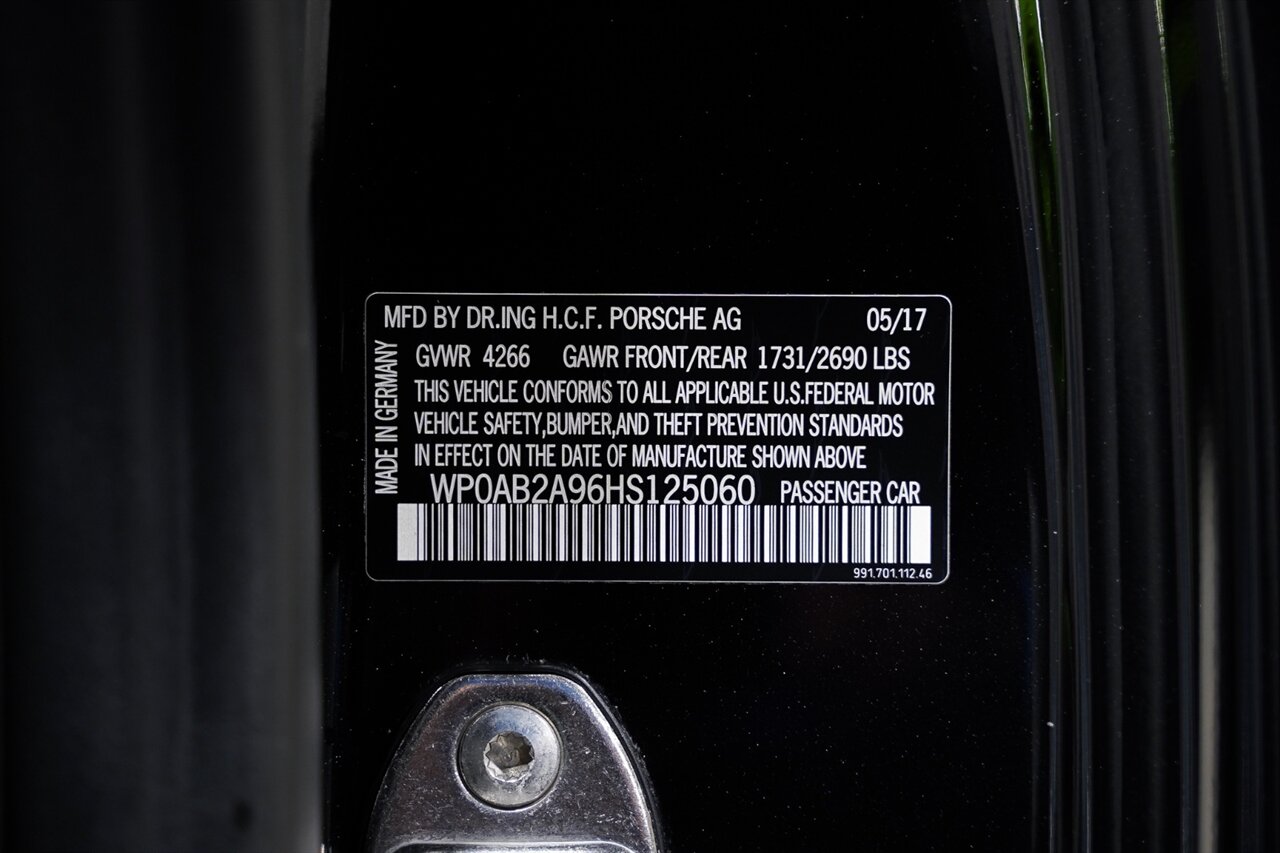 MFD BY DR.ING H.C.F. PORSCHE AG 05/17
MADE IN GERMANY
GVWR 4266 GAWR FRONT/REAR 1731/2690 LBS
THIS VEHICLE CONFORMS TO ALL APPLICABLE U.S.FEDERAL MOTOR
VEHICLE SAFETY,BUMPER,AND THEFT PREVENTION STANDARDS
IN EFFECT ON THE DATE OF MANUFACTURE SHOWN ABOVE
WP0AB2A96HS125060 PASSENGER CAR
991.701.112.46